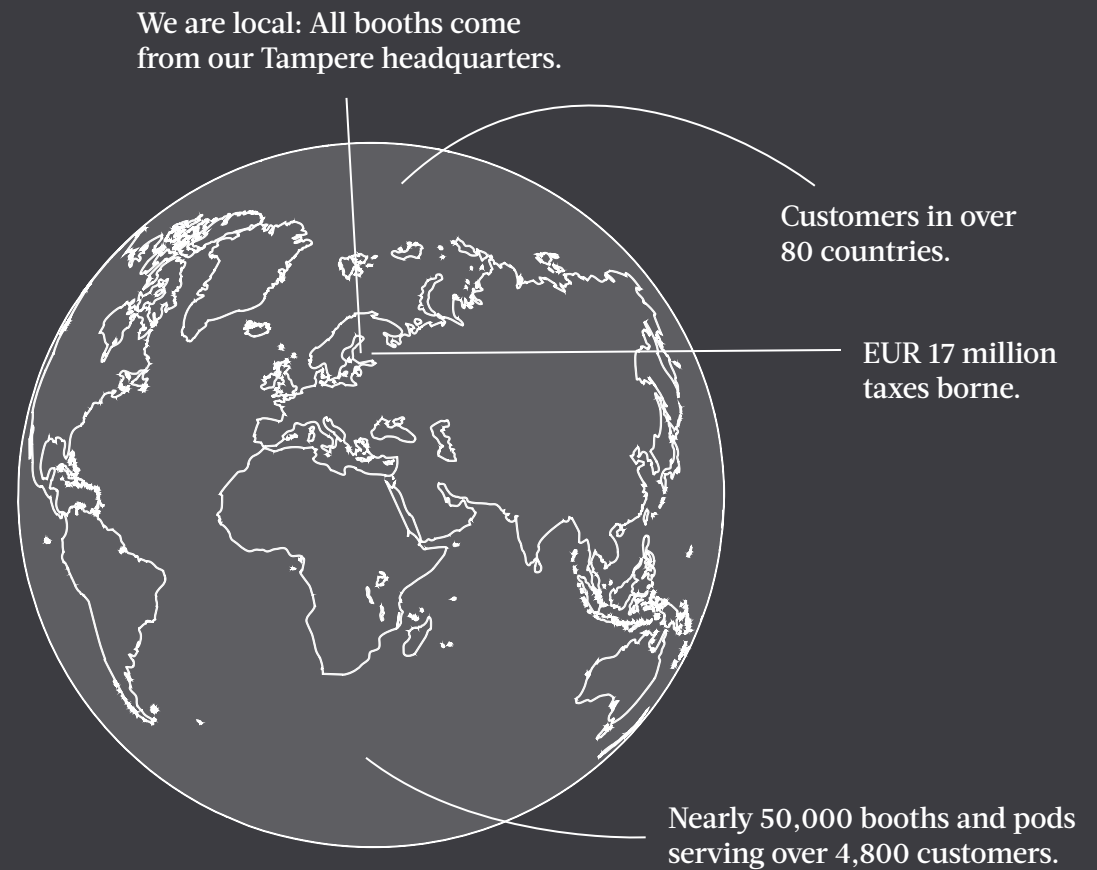 We are local: All booths come
from our Tampere headquarters.
Customers in over
80 countries.
EUR 17 million
taxes borne.
Nearly 50,000 booths and pods
serving over 4,800 customers.